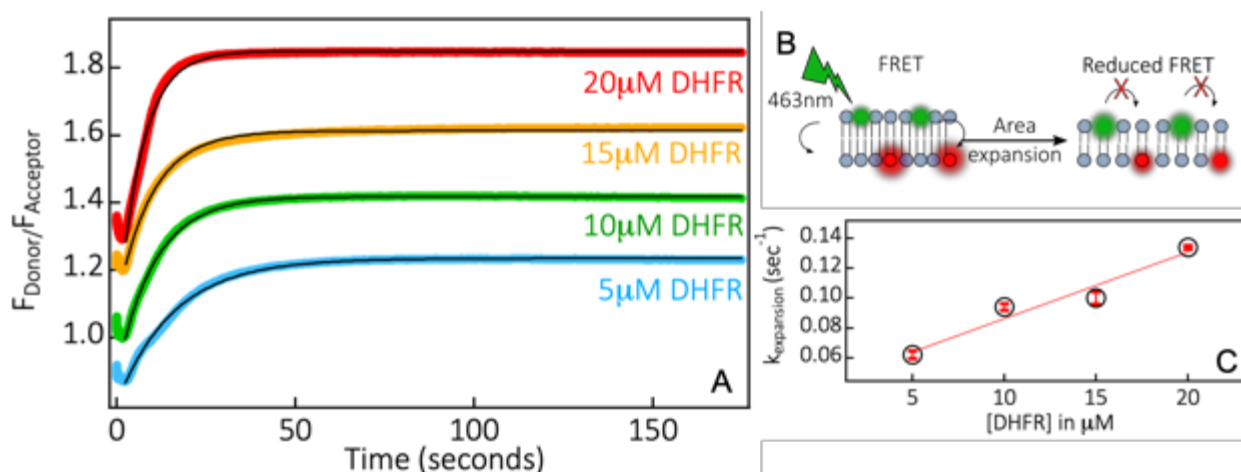 F_Donor/F_Acceptor
1.8
1.6
1.4
1.2
1.0
20μM DHFR
15μM DHFR
10μM DHFR
5μM DHFR
A
0
50
100
150
Time (seconds)
B
FRET
463nm
Area
expansion
Reduced FRET
X
X
k_expansion (sec⁻¹)
0.14
0.12
0.10
0.08
0.06
C
5
10
15
20
[DHFR] in μM